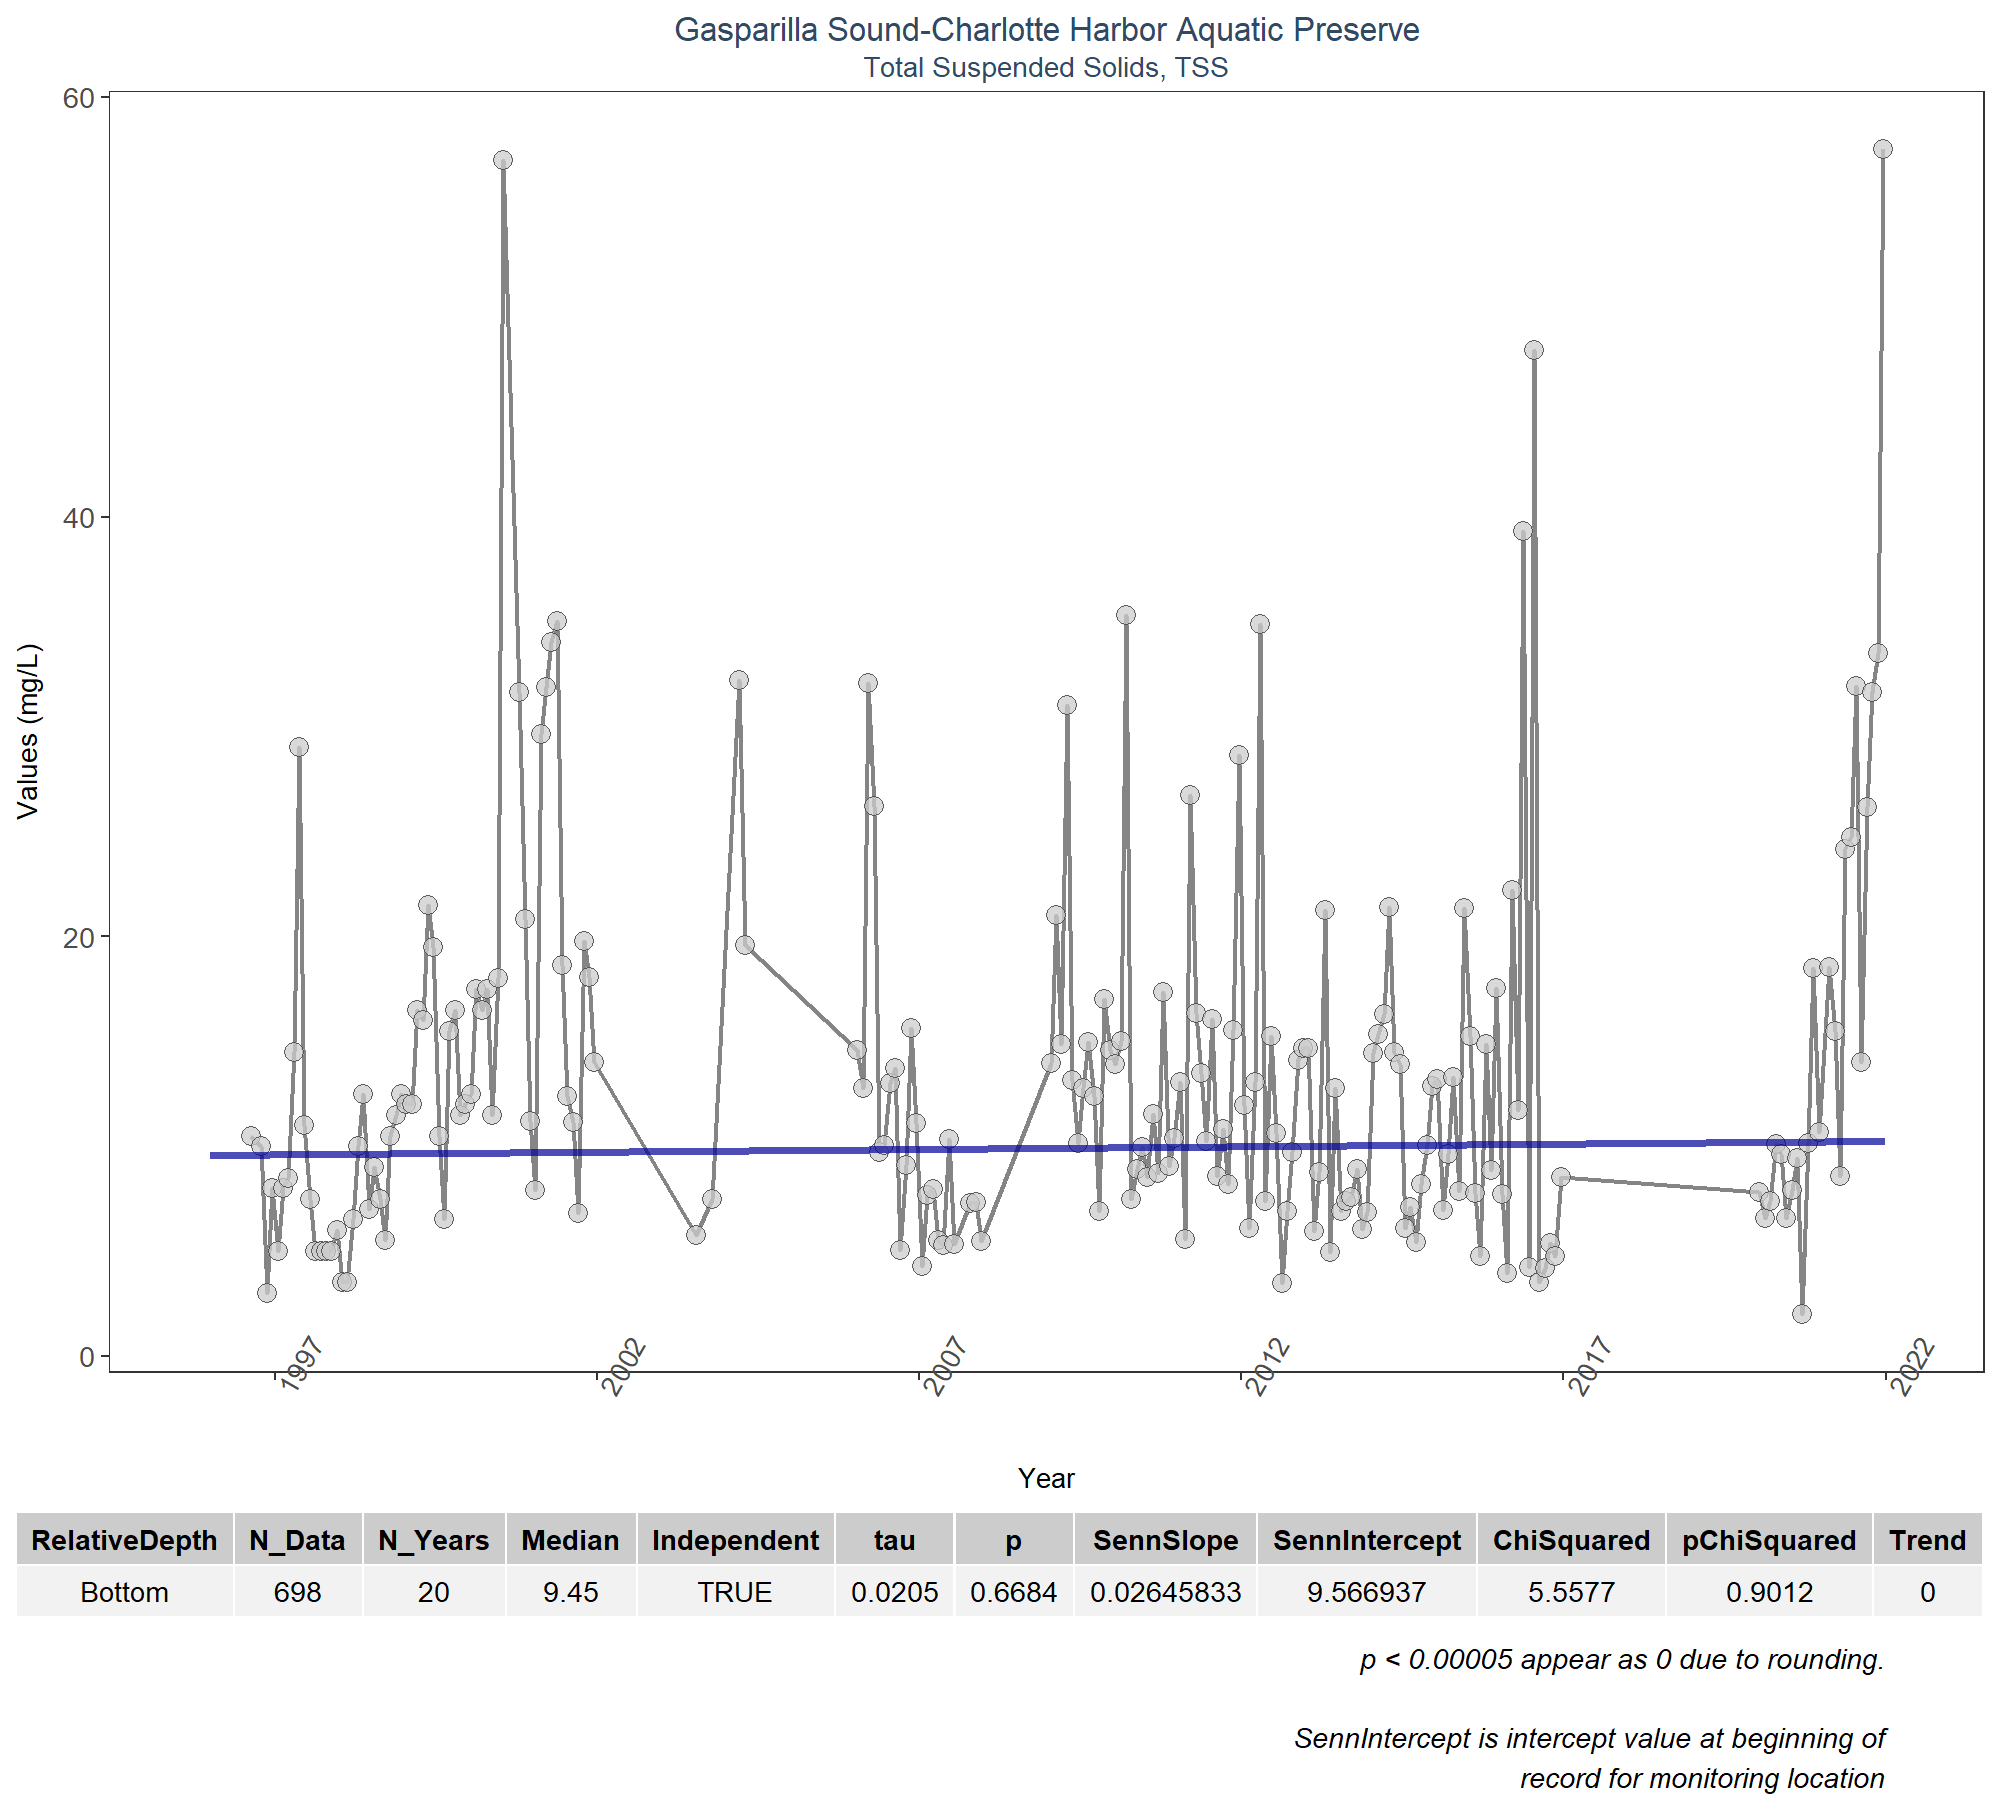 Gasparilla Sound-Charlotte Harbor Aquatic Preserve
Total Suspended Solids, TSS
60
40
20
0
Values (mg/L)
1997 2002 2007 2012 2017 2022
Year
RelativeDepth N_Data N_Years Median Independent tau p SennSlope SennIntercept ChiSquared pChiSquared Trend
Bottom 698 20 9.45 TRUE 0.0205 0.6684 0.02645833 9.566937 5.5577 0.9012 0
p < 0.00005 appear as 0 due to rounding.
SennIntercept is intercept value at beginning of
record for monitoring location